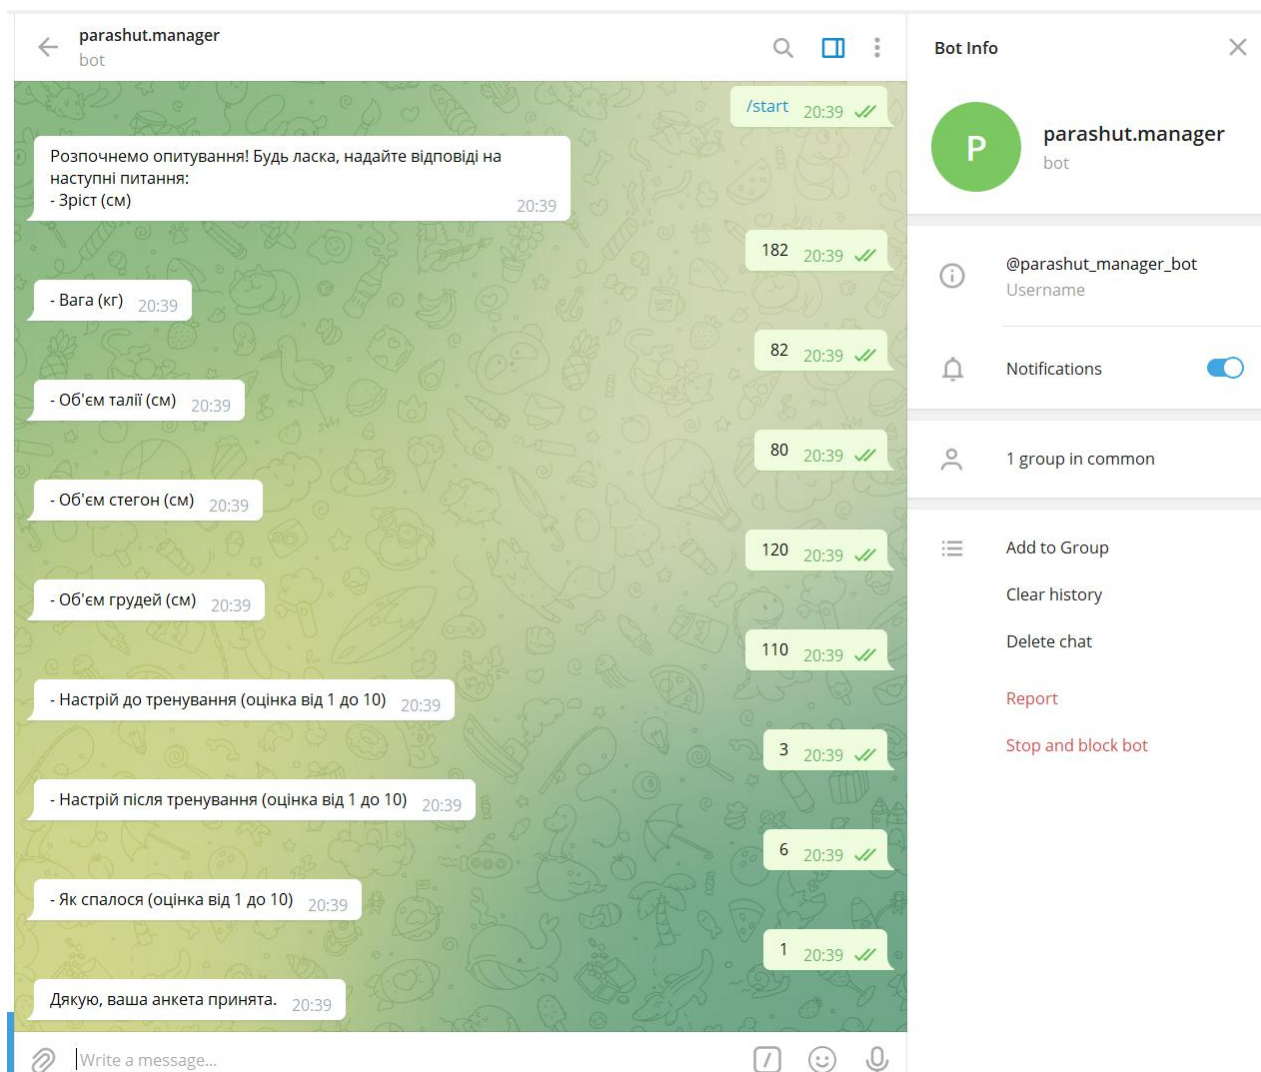 parashut.manager
bot
/start 20:39
Розпочнемо опитування! Будь ласка, надайте відповіді на
наступні питання:
- Зріст (см) 20:39
182 20:39
- Вага (кг) 20:39
82 20:39
- Об'єм талії (см) 20:39
80 20:39
- Об'єм стегон (см) 20:39
120 20:39
- Об'єм грудей (см) 20:39
110 20:39
- Настрій до тренування (оцінка від 1 до 10) 20:39
3 20:39
- Настрій після тренування (оцінка від 1 до 10) 20:39
6 20:39
- Як спалося (оцінка від 1 до 10) 20:39
1 20:39
Дякую, ваша анкета принята. 20:39
Write a message...
Bot Info
P
parashut.manager
bot
@parashut_manager_bot
Username
Notifications
1 group in common
Add to Group
Clear history
Delete chat
Report
Stop and block bot